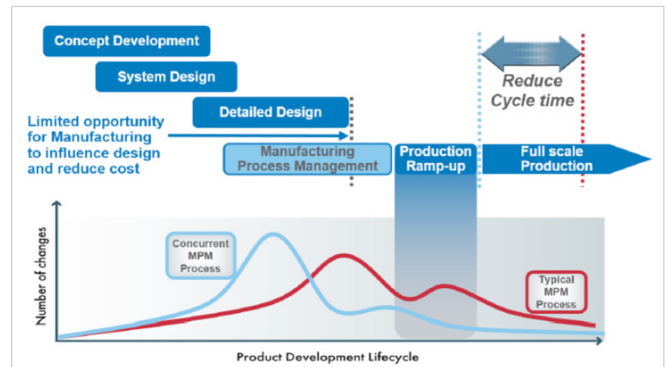 Concept Development
System Design
Detailed Design
Reduce
Cycle time
Limited opportunity
for Manufacturing
to influence design
and reduce cost
Manufacturing
Process Management
Production
Ramp-up
Full scale
Production
Number of changes
Concurrent
MPM
Process
Typical
MPM
Process
Product Development Lifecycle